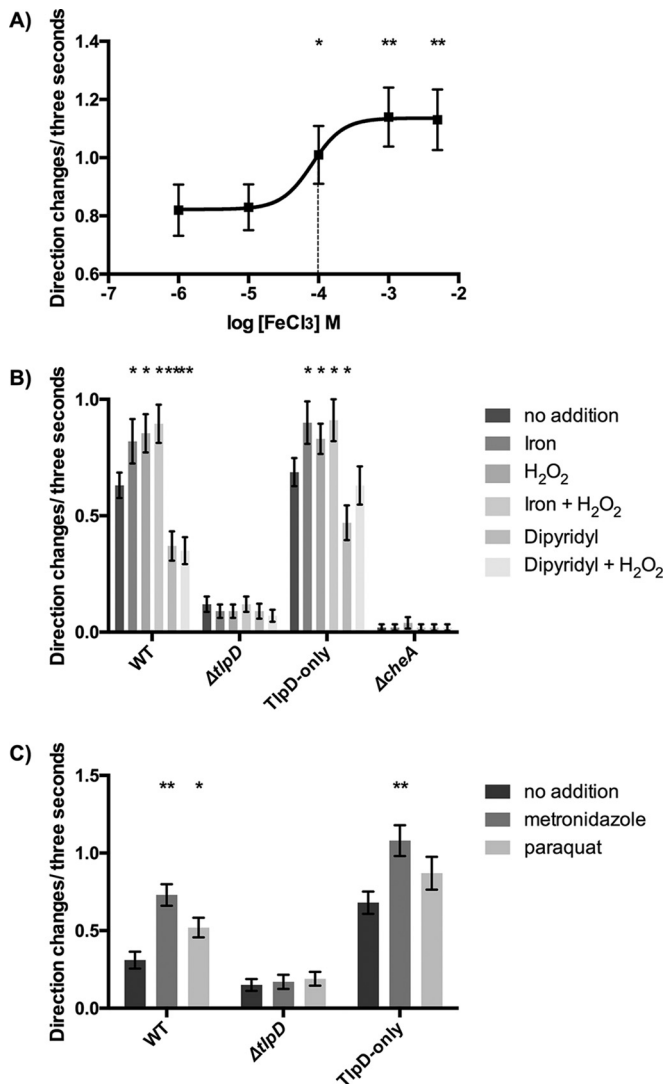 A)
* ** **
Direction changes/ three seconds
1.4
1.2
1.0
0.8
0.6
-7 -6 -5 -4 -3 -2
log [FeCl3] M
B)
* * * **** **
* * * *
Direction changes/ three seconds
1.0
0.5
0.0
WT
ΔtlpD
TlpD-only
ΔcheA
no addition
Iron
H2O2
Iron + H2O2
Dipyridyl
Dipyridyl + H2O2
C)
** *
**
Direction changes/ three seconds
1.5
1.0
0.5
0.0
WT
ΔtlpD
TlpD-only
no addition
metronidazole
paraquat